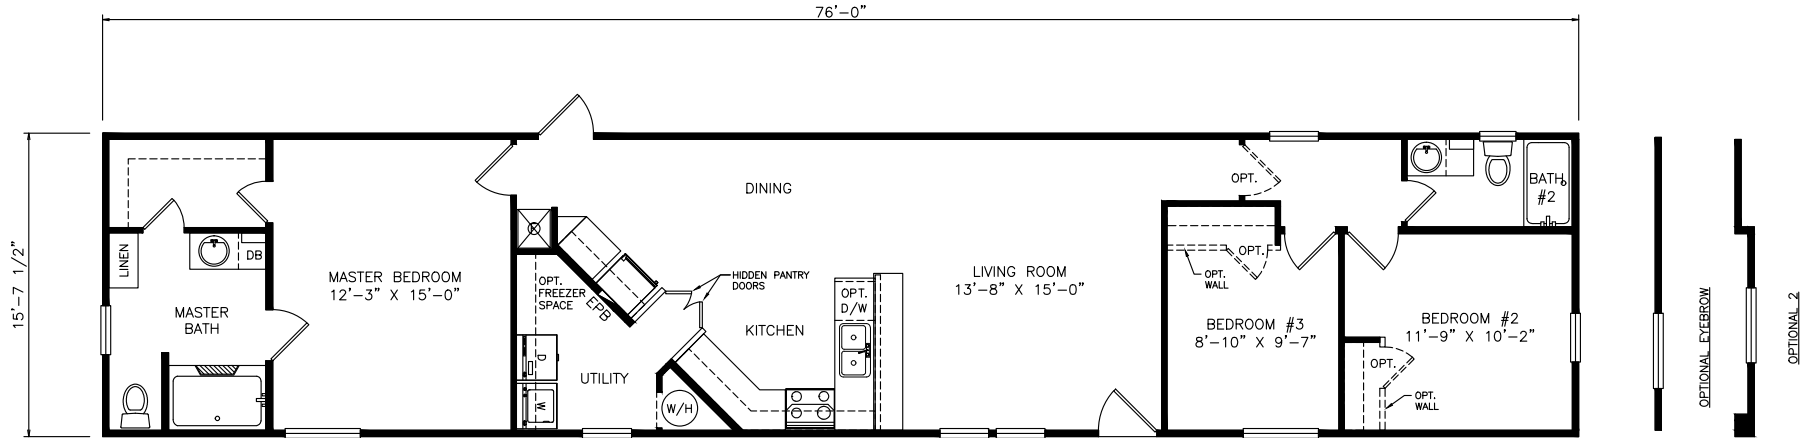 76'-0"
15'-7 1/2"
LINEN
DB
MASTER
BATH
MASTER BEDROOM
12'-3" X 15'-0"
OPT.
FREEZER
SPACE
EPB
D
W
UTILITY
W/H
HIDDEN PANTRY
DOORS
DINING
KITCHEN
OPT.
D/W
LIVING ROOM
13'-8" X 15'-0"
OPT.
OPT.
OPT.
WALL
BEDROOM #3
8'-10" X 9'-7"
BATH
#2
BEDROOM #2
11'-9" X 10'-2"
OPT.
OPT.
WALL
OPTIONAL EYEBROW
OPTIONAL 2